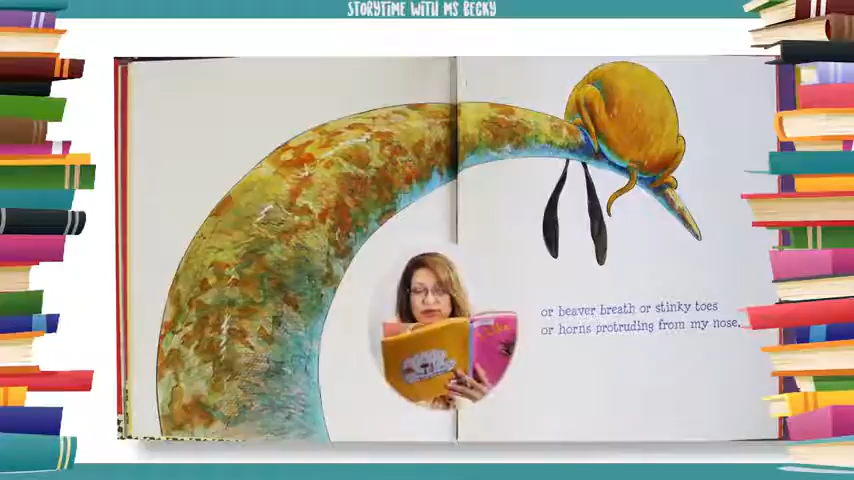 STORYTIME WITH MS BECKY
or beaver breath or stinky toes
or horns protruding from my nose.